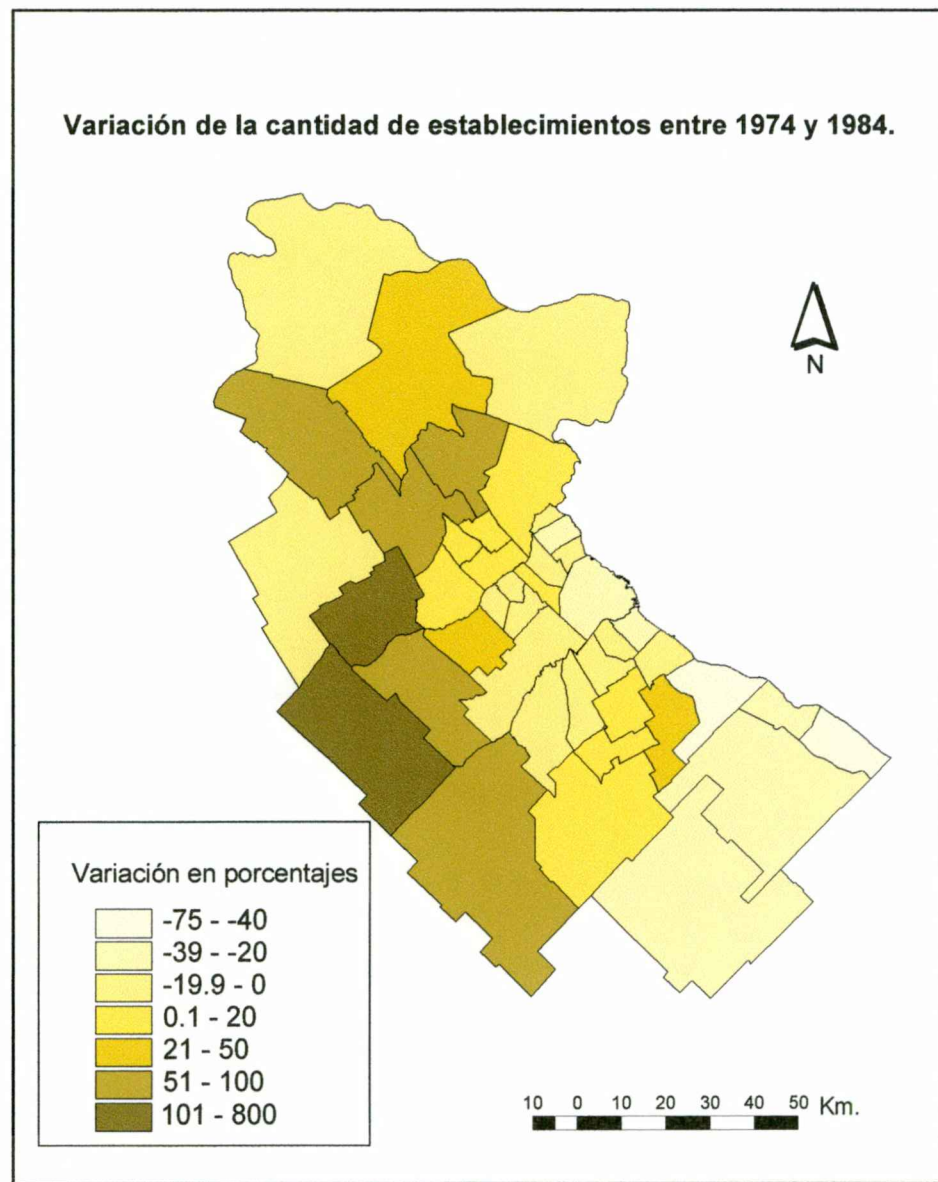 Variación de la cantidad de establecimientos entre 1974 y 1984.
N
Variación en porcentajes
-75 - -40
-39 - -20
-19.9 - 0
0.1 - 20
21 - 50
51 - 100
101 - 800
10 0 10 20 30 40 50 Km.